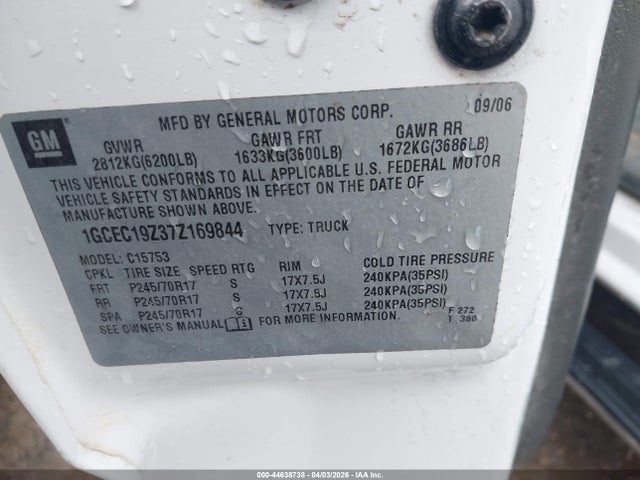 MFD BY GENERAL MOTORS CORP. 09/06
GM
GVWR GAWR FRT GAWR RR
2812KG(6200LB) 1633KG(3600LB) 1672KG(3686LB)
THIS VEHICLE CONFORMS TO ALL APPLICABLE U.S. FEDERAL MOTOR
VEHICLE SAFETY STANDARDS IN EFFECT ON THE DATE OF
MANUFACTURE SHOWN ABOVE.
1GCEC19Z37Z169844 TYPE: TRUCK
MODEL: C15753
CPKL TIRE SIZE SPEED RTG RIM COLD TIRE PRESSURE
FRT P245/70R17 S 17X7.5J 240KPA(35PSI)
RR P245/70R17 S 17X7.5J 240KPA(35PSI)
SPA P245/70R17 G 17X7.5J 240KPA(35PSI)
SEE OWNER'S MANUAL FOR MORE INFORMATION. F 272
T 380
000-44638738 - 04/03/2026 - IAA Inc.